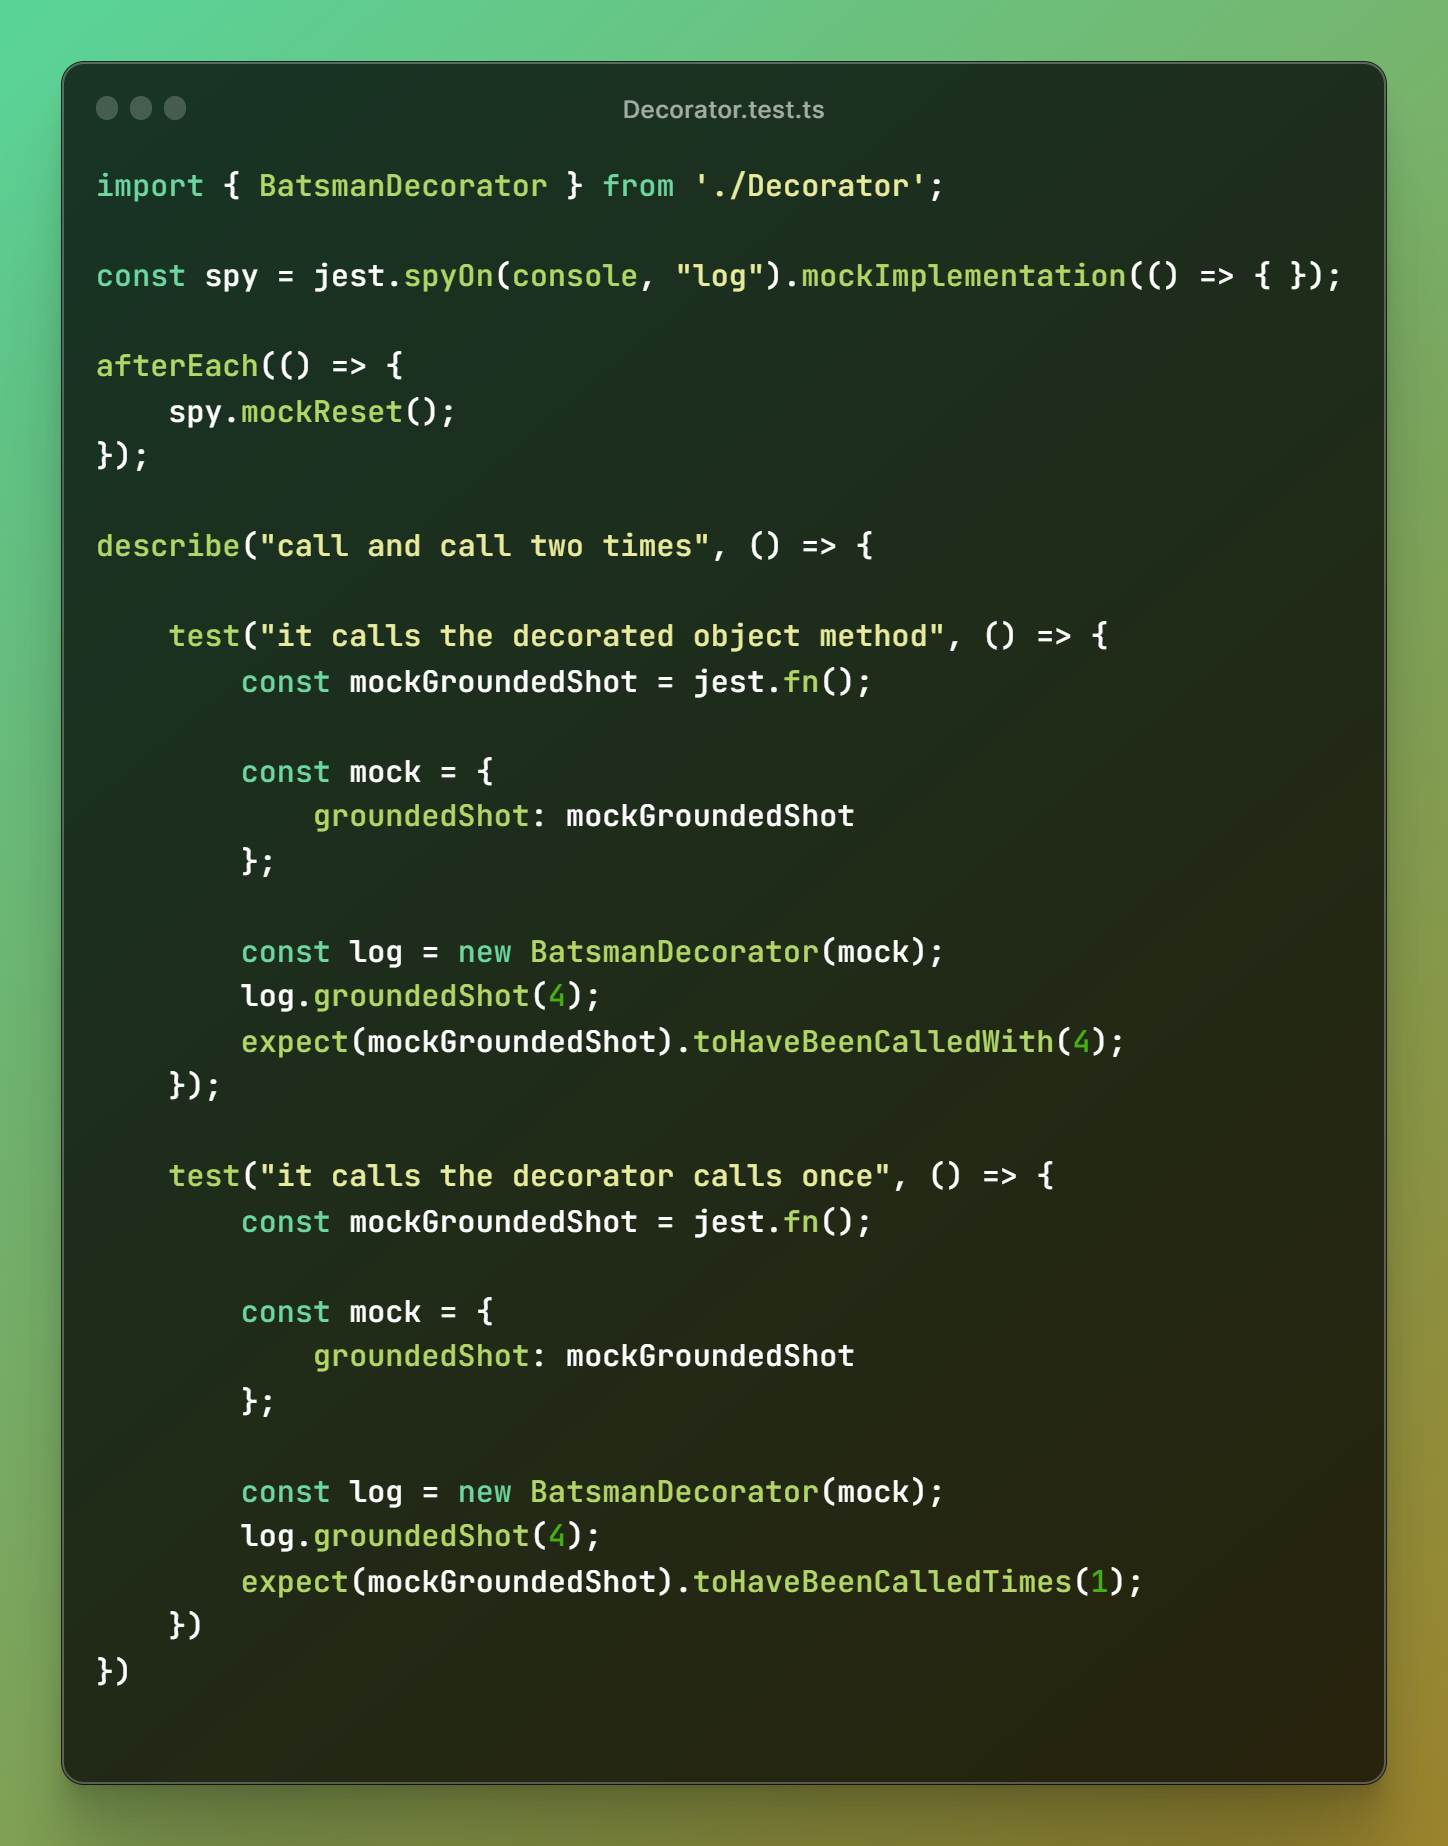 Decorator.test.ts
import { BatsmanDecorator } from './Decorator';
const spy = jest.spyOn(console, "log").mockImplementation(() => { });
afterEach(() => {
    spy.mockReset();
});
describe("call and call two times", () => {
    test("it calls the decorated object method", () => {
        const mockGroundedShot = jest.fn();
        const mock = {
            groundedShot: mockGroundedShot
        };
        const log = new BatsmanDecorator(mock);
        log.groundedShot(4);
        expect(mockGroundedShot).toHaveBeenCalledWith(4);
    });
    test("it calls the decorator calls once", () => {
        const mockGroundedShot = jest.fn();
        const mock = {
            groundedShot: mockGroundedShot
        };
        const log = new BatsmanDecorator(mock);
        log.groundedShot(4);
        expect(mockGroundedShot).toHaveBeenCalledTimes(1);
    })
})